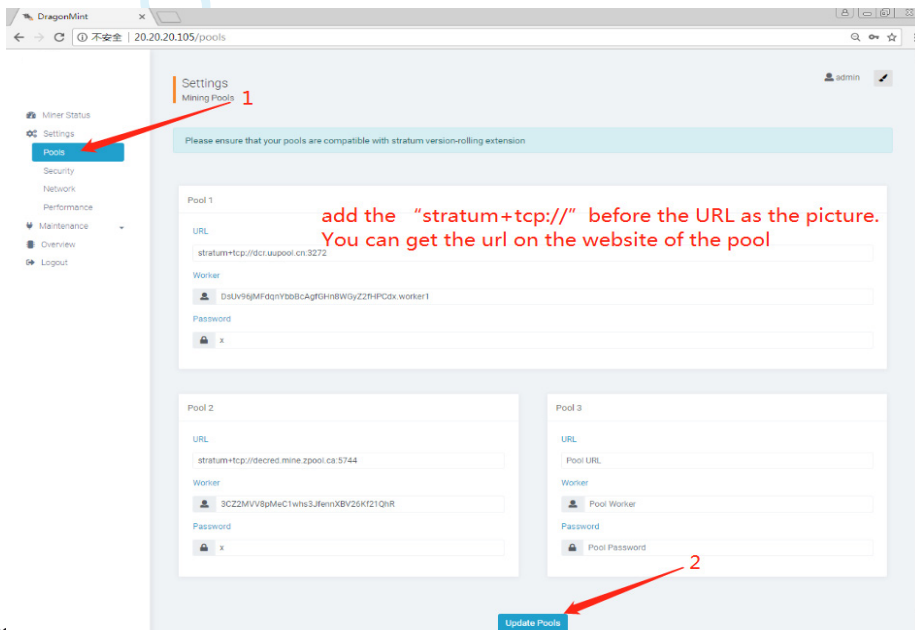 DragonMint
不安全 | 20.20.20.105/pools
Settings
Mining Pools
1
admin
Miner Status
Settings
Pools
Security
Network
Performance
Maintenance
Overview
Logout
Please ensure that your pools are compatible with stratum version-rolling extension
Pool 1
add the “stratum+tcp://” before the URL as the picture.
You can get the url on the website of the pool
URL
stratum+tcp://dcr.uupool.cn:3272
Worker
DsUv96jMFdqnYbbBcAgfGHn8WGyZ2fHPCdx.worker1
Password
x
Pool 2
URL
stratum+tcp://decred.mine.zpool.ca:5744
Worker
3CZ2MVV8pMeC1whs3JfennXBV26Kf21QhR
Password
x
Pool 3
URL
Pool URL
Worker
Pool Worker
Password
Pool Password
2
Update Pools